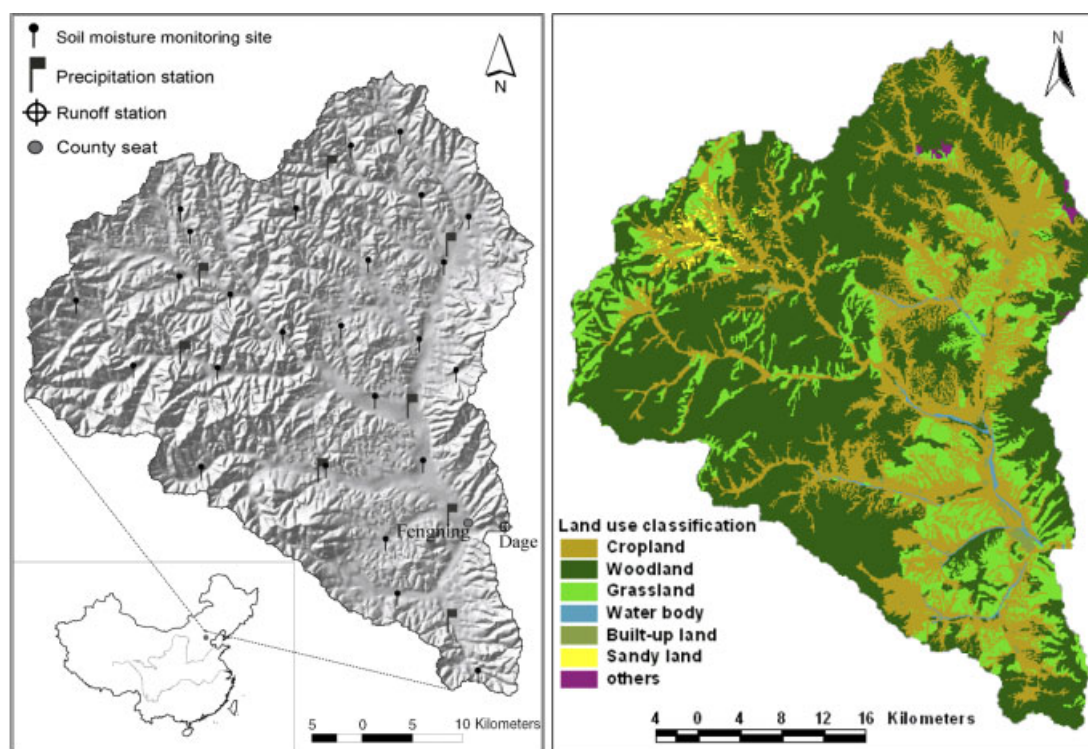 Soil moisture monitoring site
Precipitation station
Runoff station
County seat
N
Fengning
Dage
5 0 5 10 Kilometers
N
Land use classification
Cropland
Woodland
Grassland
Water body
Built-up land
Sandy land
others
4 0 4 8 12 16 Kilometers